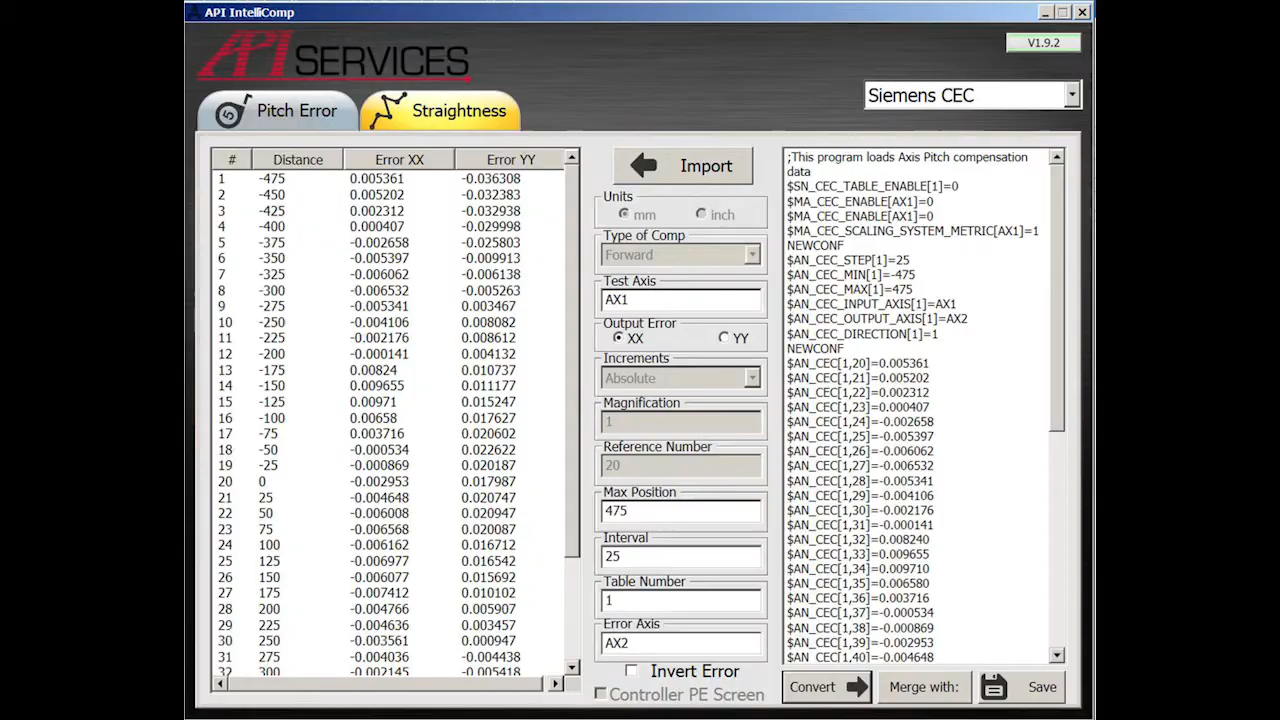 API IntelliComp
API SERVICES
V1.9.2
Siemens CEC
Pitch Error
Straightness
# Distance Error XX Error YY
1 -475 0.005361 -0.036308
2 -450 0.005202 -0.032383
3 -425 0.002312 -0.032938
4 -400 0.000407 -0.029998
5 -375 -0.002658 -0.025803
6 -350 -0.005397 -0.009913
7 -325 -0.006062 -0.006138
8 -300 -0.006532 -0.005263
9 -275 -0.005341 0.003467
10 -250 -0.004106 0.008082
11 -225 -0.002176 0.008612
12 -200 -0.000141 0.004132
13 -175 0.00824 0.010737
14 -150 0.009655 0.011177
15 -125 0.00971 0.015247
16 -100 0.00658 0.017627
17 -75 0.003716 0.020602
18 -50 -0.000534 0.022622
19 -25 -0.000869 0.020187
20 0 -0.002953 0.017987
21 25 -0.004648 0.020747
22 50 -0.006008 0.020947
23 75 -0.006568 0.020087
24 100 -0.006162 0.016712
25 125 -0.006977 0.016542
26 150 -0.006077 0.015692
27 175 -0.007412 0.010102
28 200 -0.004766 0.005907
29 225 -0.004636 0.003457
30 250 -0.003561 0.000947
31 275 -0.004036 -0.004438
32 300 -0.002145 -0.005418
Import
Units
mm inch
Type of Comp
Forward
Test Axis
AX1
Output Error
XX YY
Increments
Absolute
Magnification
1
Reference Number
20
Max Position
475
Interval
25
Table Number
1
Error Axis
AX2
Invert Error
Controller PE Screen
;This program loads Axis Pitch compensation
data
$SN_CEC_TABLE_ENABLE[1]=0
$MA_CEC_ENABLE[AX1]=0
$MA_CEC_ENABLE[AX1]=0
$MA_CEC_SCALING_SYSTEM_METRIC[AX1]=1
NEWCONF
$AN_CEC_STEP[1]=25
$AN_CEC_MIN[1]=-475
$AN_CEC_MAX[1]=475
$AN_CEC_INPUT_AXIS[1]=AX1
$AN_CEC_OUTPUT_AXIS[1]=AX2
$AN_CEC_DIRECTION[1]=1
NEWCONF
$AN_CEC[1,20]=0.005361
$AN_CEC[1,21]=0.005202
$AN_CEC[1,22]=0.002312
$AN_CEC[1,23]=0.000407
$AN_CEC[1,24]=-0.002658
$AN_CEC[1,25]=-0.005397
$AN_CEC[1,26]=-0.006062
$AN_CEC[1,27]=-0.006532
$AN_CEC[1,28]=-0.005341
$AN_CEC[1,29]=-0.004106
$AN_CEC[1,30]=-0.002176
$AN_CEC[1,31]=-0.000141
$AN_CEC[1,32]=0.008240
$AN_CEC[1,33]=0.009655
$AN_CEC[1,34]=0.009710
$AN_CEC[1,35]=0.006580
$AN_CEC[1,36]=0.003716
$AN_CEC[1,37]=-0.000534
$AN_CEC[1,38]=-0.000869
$AN_CEC[1,39]=-0.002953
$AN_CEC[1,40]=-0.004648
Convert
Merge with:
Save